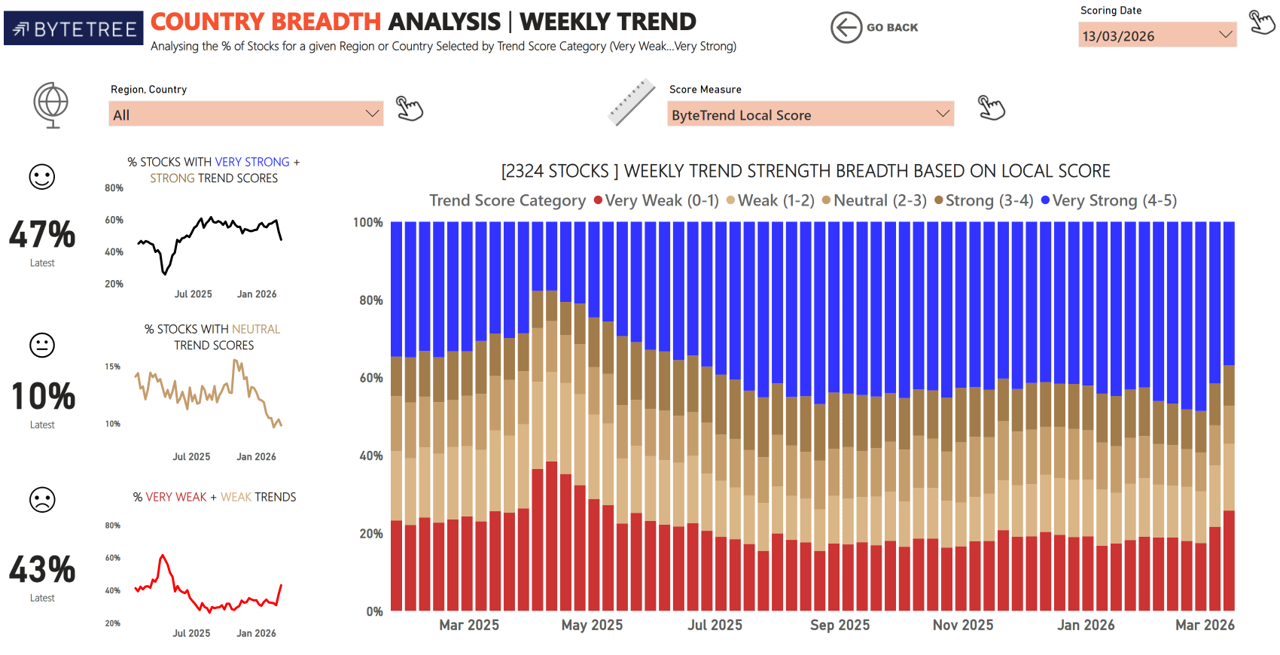 BYTETREE
COUNTRY BREADTH ANALYSIS | WEEKLY TREND
Analysing the % of Stocks for a given Region or Country Selected by Trend Score Category (Very Weak...Very Strong)
GO BACK
Scoring Date
13/03/2026
Region, Country
All
Score Measure
ByteTrend Local Score
% STOCKS WITH VERY STRONG +
STRONG TREND SCORES
80%
60%
40%
20%
Jul 2025 Jan 2026
47%
Latest
% STOCKS WITH NEUTRAL
TREND SCORES
15%
10%
Jul 2025 Jan 2026
10%
Latest
% VERY WEAK + WEAK TRENDS
80%
60%
40%
20%
Jul 2025 Jan 2026
43%
Latest
[2324 STOCKS ] WEEKLY TREND STRENGTH BREADTH BASED ON LOCAL SCORE
Trend Score Category Very Weak (0-1) Weak (1-2) Neutral (2-3) Strong (3-4) Very Strong (4-5)
100%
80%
60%
40%
20%
0%
Mar 2025 May 2025 Jul 2025 Sep 2025 Nov 2025 Jan 2026 Mar 2026